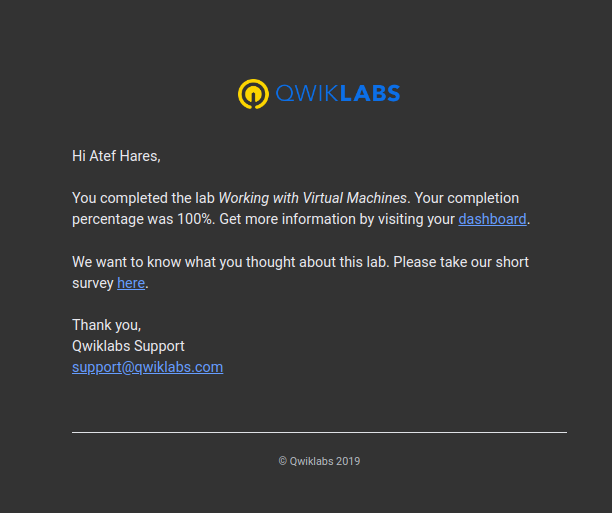 QWIKLABS
Hi Atef Hares,
You completed the lab Working with Virtual Machines. Your completion
percentage was 100%. Get more information by visiting your dashboard.
We want to know what you thought about this lab. Please take our short
survey here.
Thank you,
Qwiklabs Support
support@qwiklabs.com
© Qwiklabs 2019